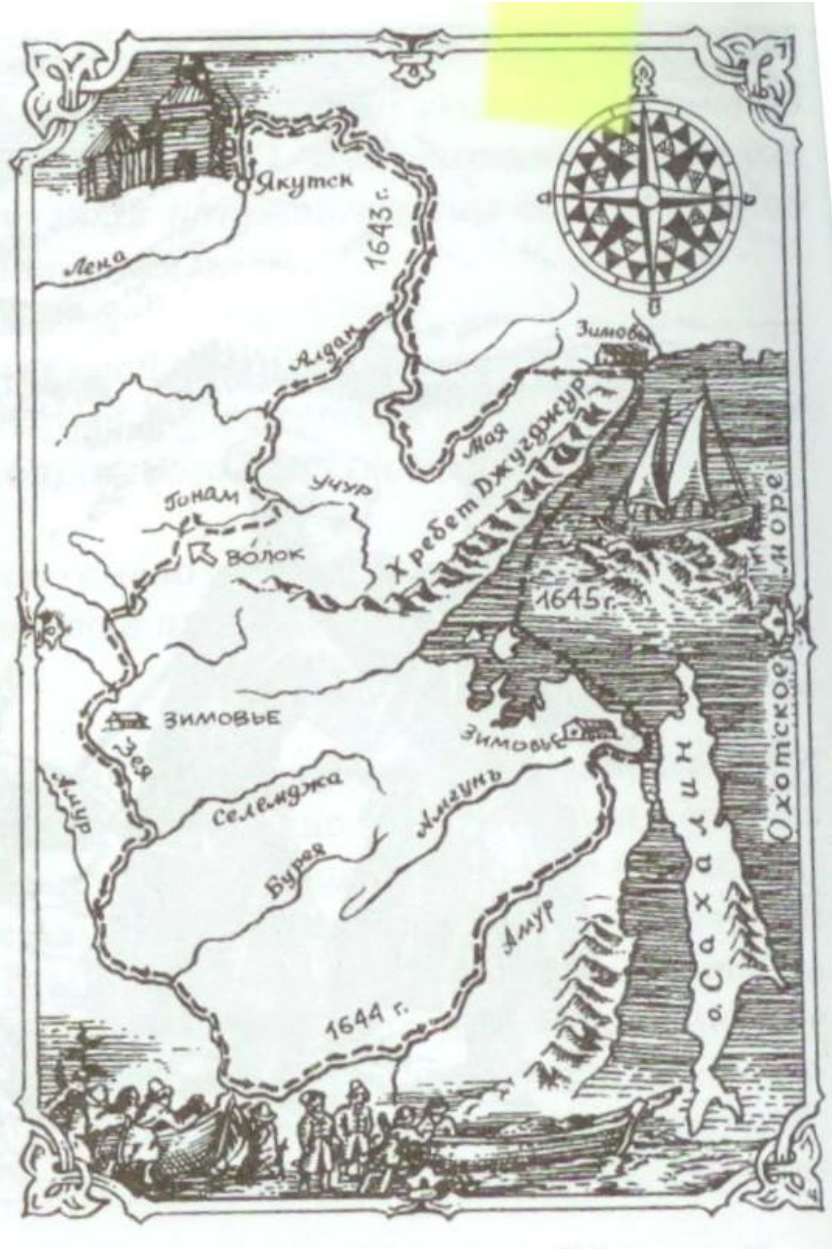 Якутск
Лена
1643 г.
Алдан
Зимовье
Мая
Хребет Джугджур
Гонам
Учур
Волок
1645 г.
Охотское море
Зимовье
Зимовье
Зея
Амур
Селемджа
Амгунь
Бурея
Амур
о. Сахалин
1644 г.